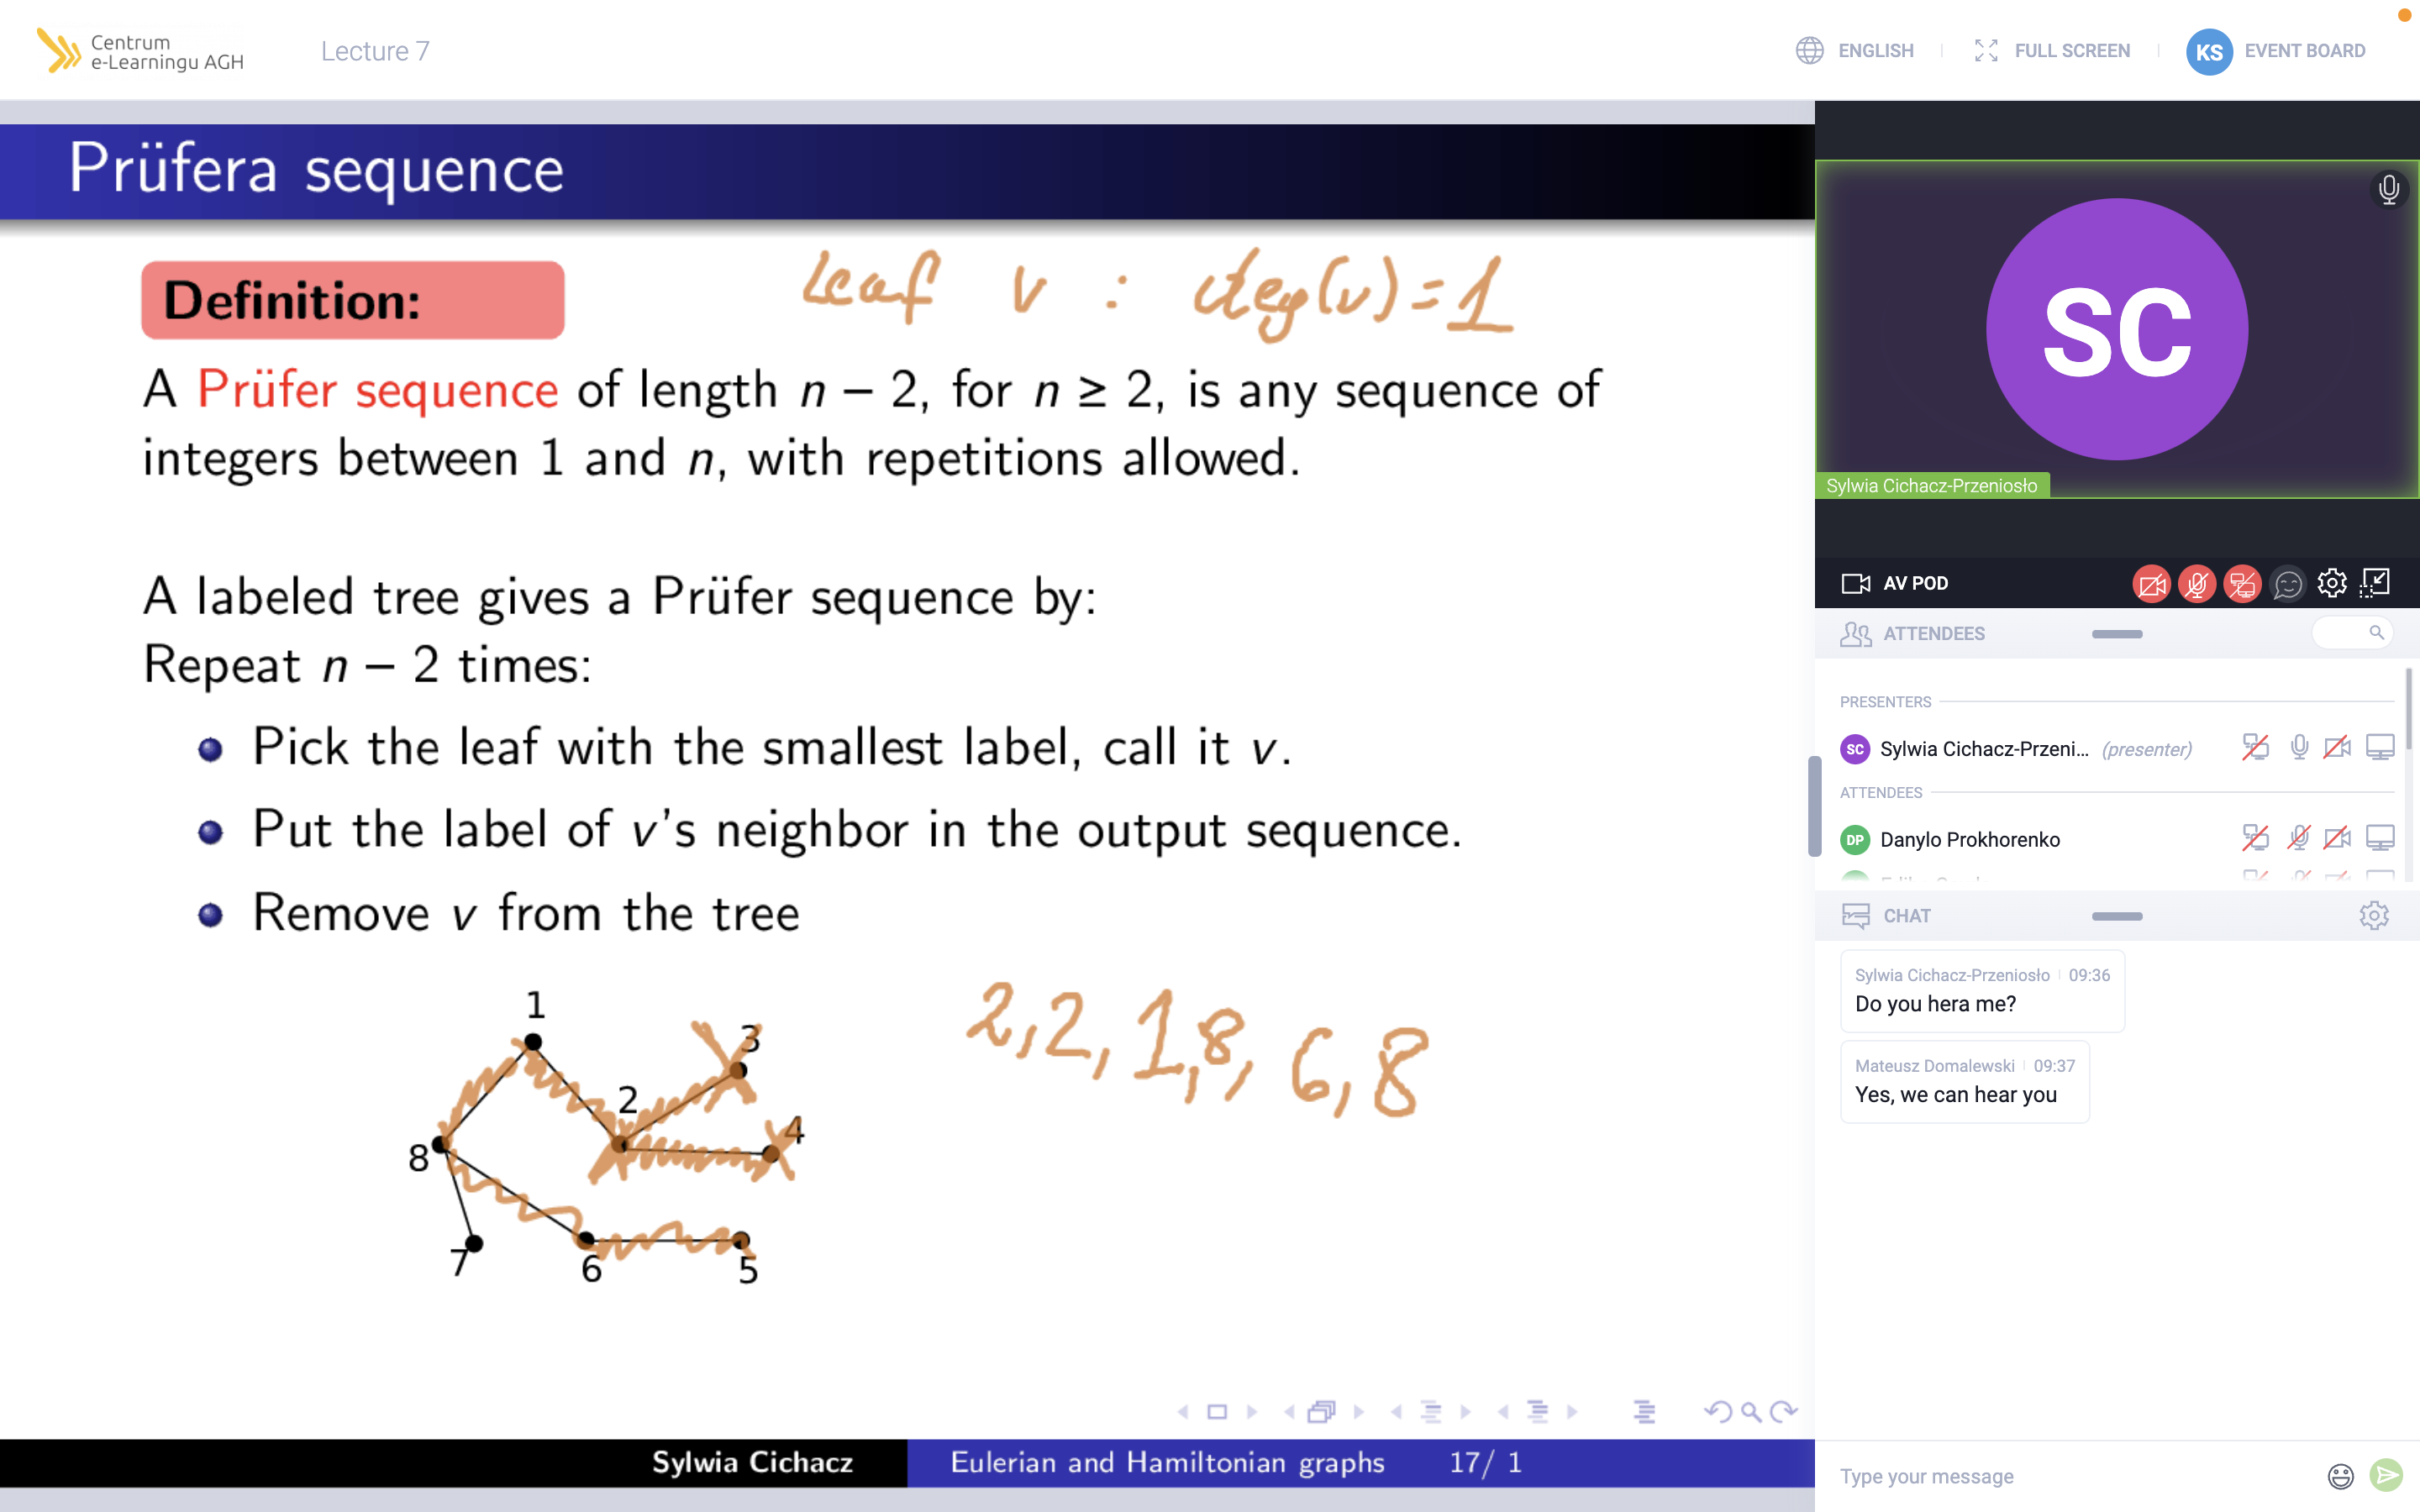 Centrum
e-Learningu AGH
Lecture 7
ENGLISH
FULL SCREEN
KS
EVENT BOARD
Prüfera sequence
Definition:
leaf v : deg(v)=1
A Prüfer sequence of length n − 2, for n ≥ 2, is any sequence of
integers between 1 and n, with repetitions allowed.
A labeled tree gives a Prüfer sequence by:
Repeat n − 2 times:
Pick the leaf with the smallest label, call it v.
Put the label of v's neighbor in the output sequence.
Remove v from the tree
1
3
2
4
8
7
6
5
2,2,1,8,6,8
Sylwia Cichacz
Eulerian and Hamiltonian graphs
17/ 1
SC
Sylwia Cichacz-Przeniosło
AV POD
ATTENDEES
PRESENTERS
SC
Sylwia Cichacz-Przeni... (presenter)
ATTENDEES
DP
Danylo Prokhorenko
CHAT
Sylwia Cichacz-Przeniosło 09:36
Do you hera me?
Mateusz Domalewski 09:37
Yes, we can hear you
Type your message